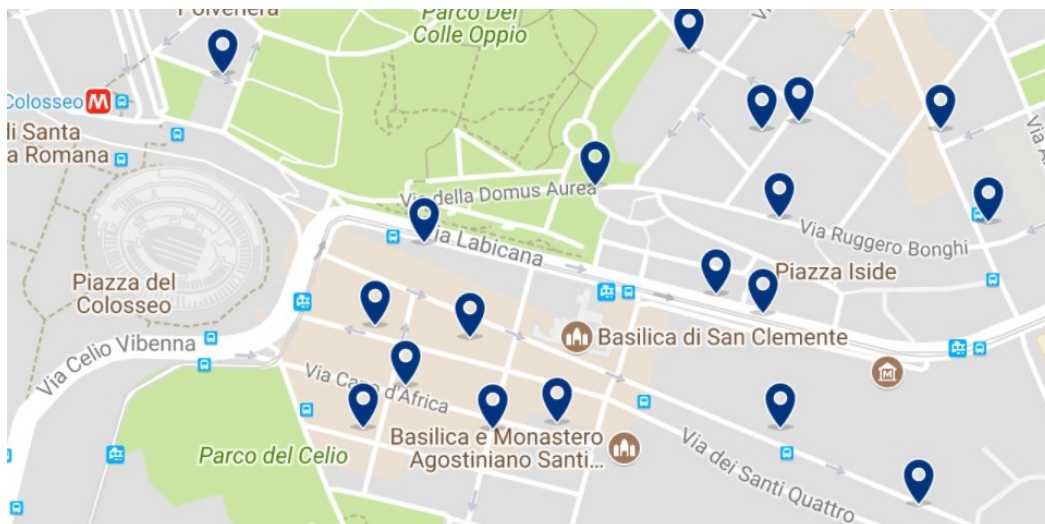 Polveriera
Parco Del
Colle Oppio
Colosseo M
di Santa
a Romana
Via della Domus Aurea
Via Labicana
Via Ruggero Bonghi
Piazza Iside
Piazza del
Colosseo
Via Celio Vibenna
Basilica di San Clemente
M
Via Capo d'Africa
Basilica e Monastero
Agostiniano Santi...
Parco del Celio
Via dei Santi Quattro